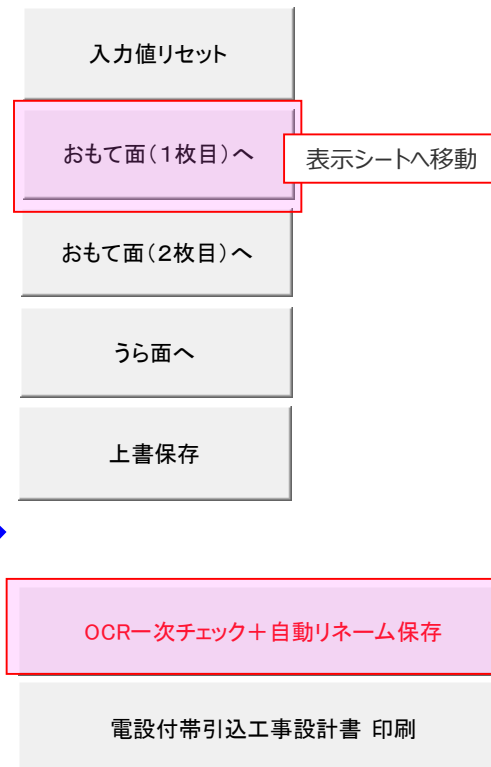 入力値リセット
おもて面(1枚目)へ
表示シートへ移動
おもて面(2枚目)へ
うら面へ
上書保存
OCR一次チェック＋自動リネーム保存
電設付帯引込工事設計書 印刷